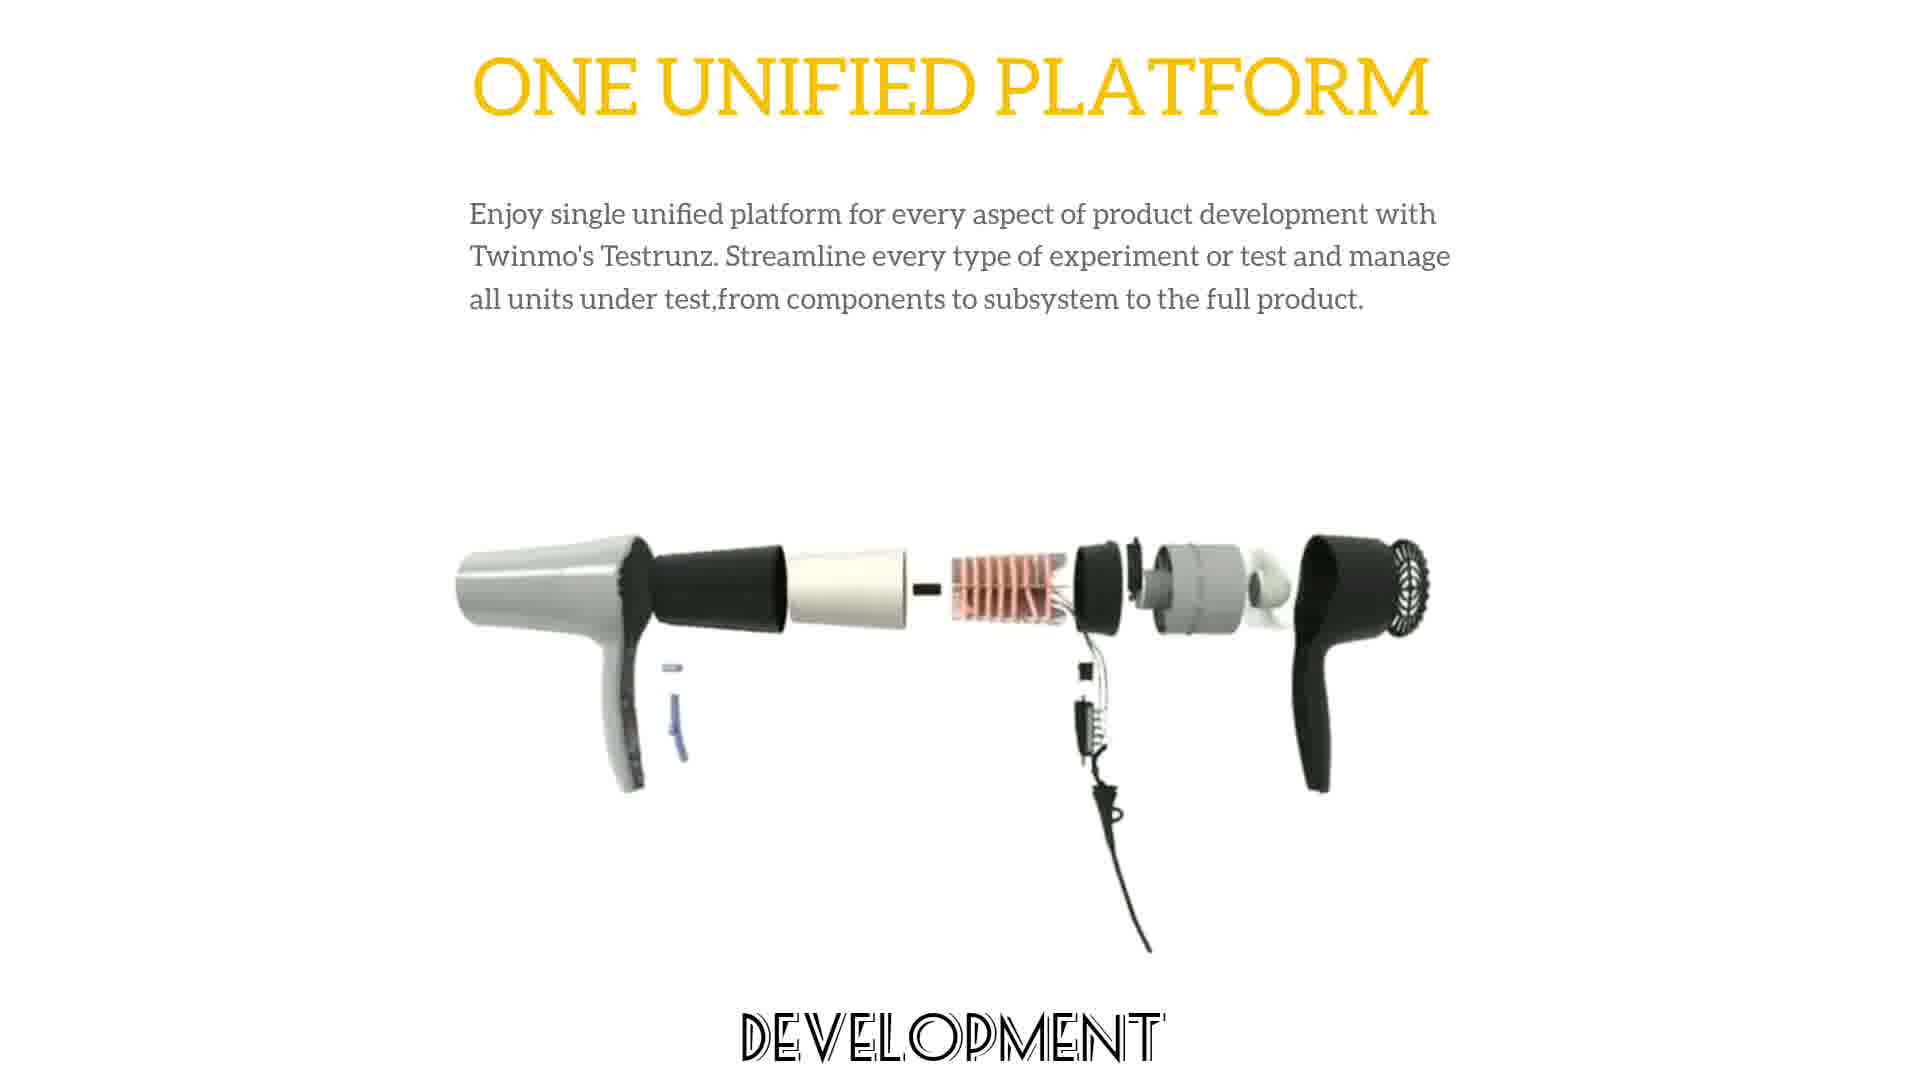 ONE UNIFIED PLATFORM
Enjoy single unified platform for every aspect of product development with
Twinmo's Testrunz. Streamline every type of experiment or test and manage
all units under test,from components to subsystem to the full product.
DEVELOPMENT